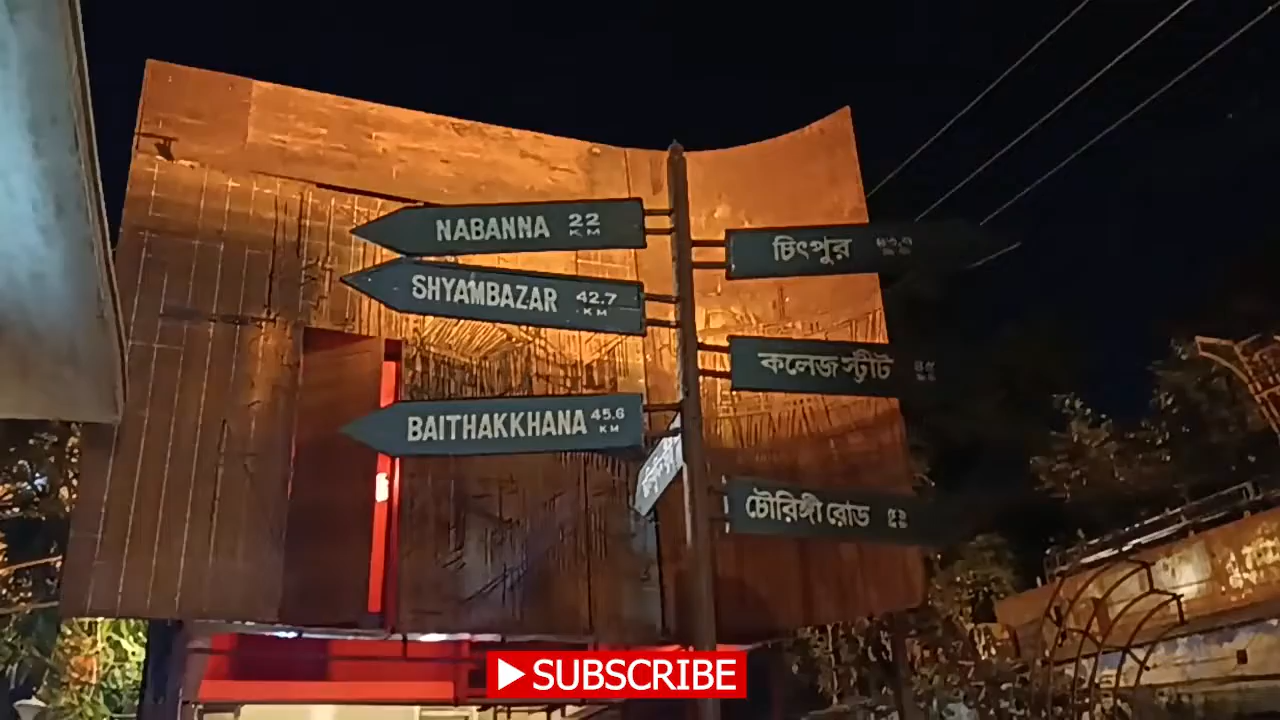 NABANNA 22 KM
SHYAMBAZAR 42.7 KM
BAITHAKKHANA 45.6 KM
চিৎপুর
কলেজ স্ট্রীট
চৌরিঙ্গী রোড
SUBSCRIBE